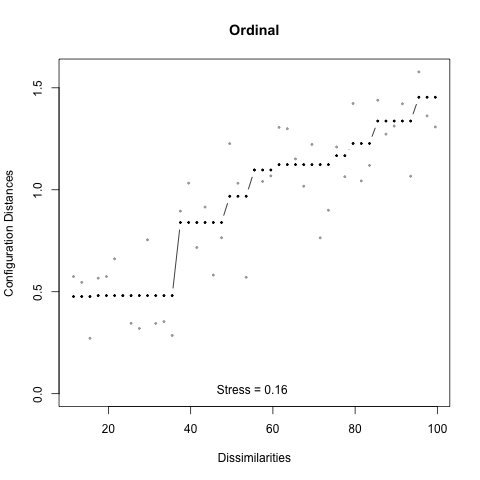 Ordinal
Configuration Distances
1.5
1.0
0.5
0.0
Stress = 0.16
20 40 60 80 100
Dissimilarities